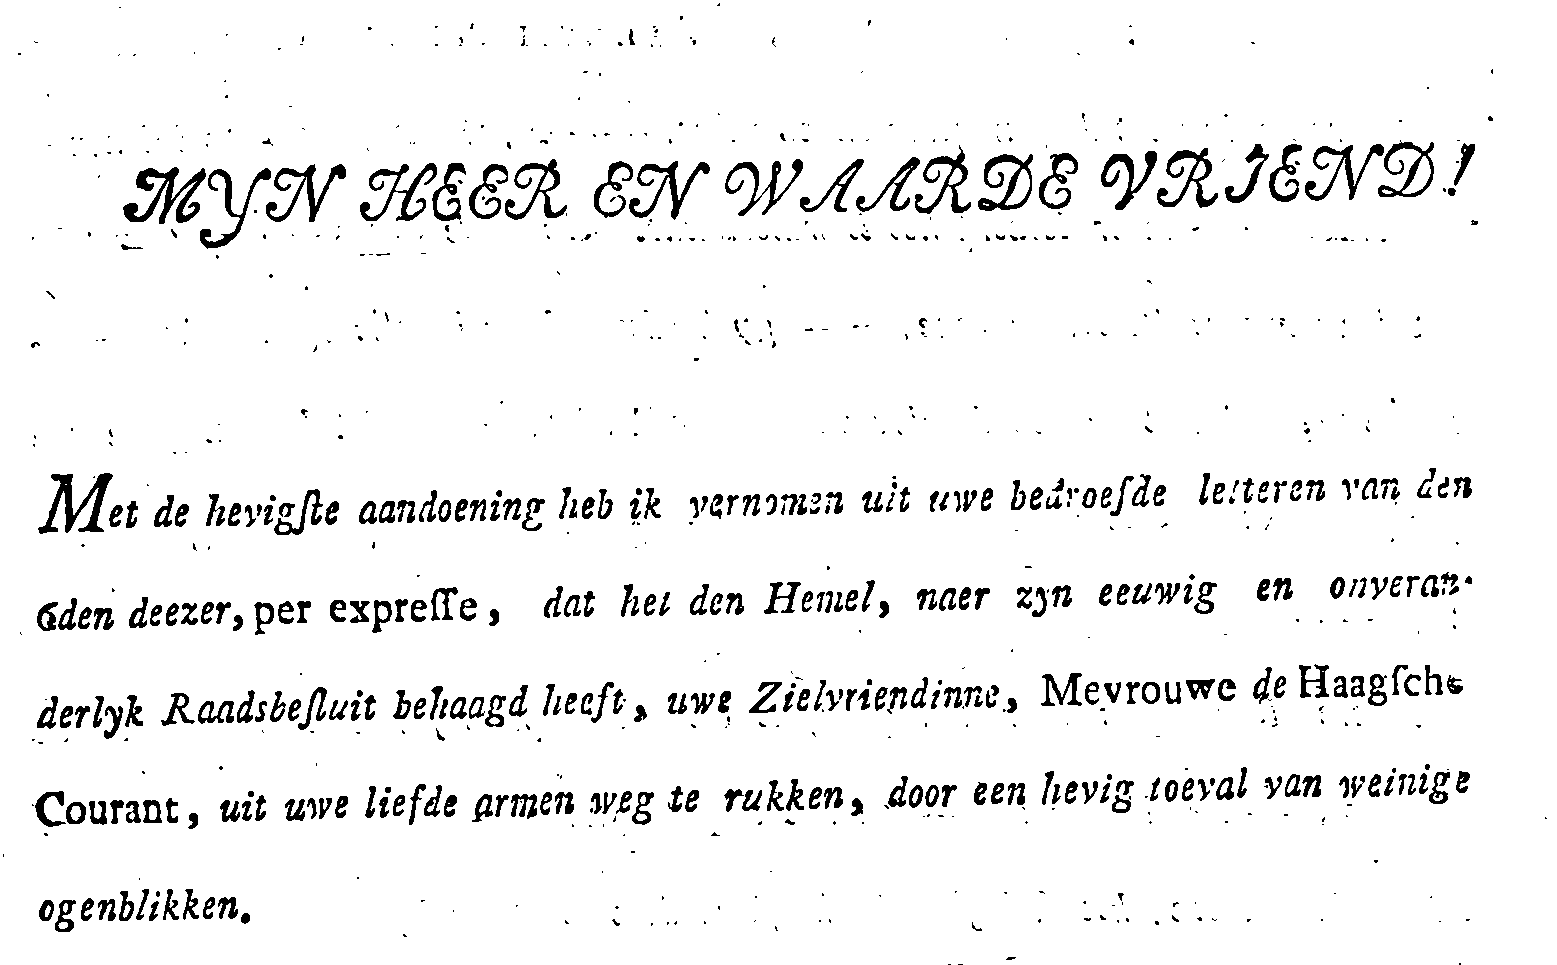 MYN HEER EN WAARDE VRIEND!
Met de hevigſte aandoening heb ik vernomen uit uwe bedroefde letteren van den
6den deezer, per expreſſe, dat het den Hemel, naer zyn eeuwig en onveran-
derlyk Raadsbeſluit behaagd heeft, uwe Zielvriendinne, Mevrouwe de Haagſche
Courant, uit uwe liefde armen weg te rukken, door een hevig toeval van weinige
ogenblikken.